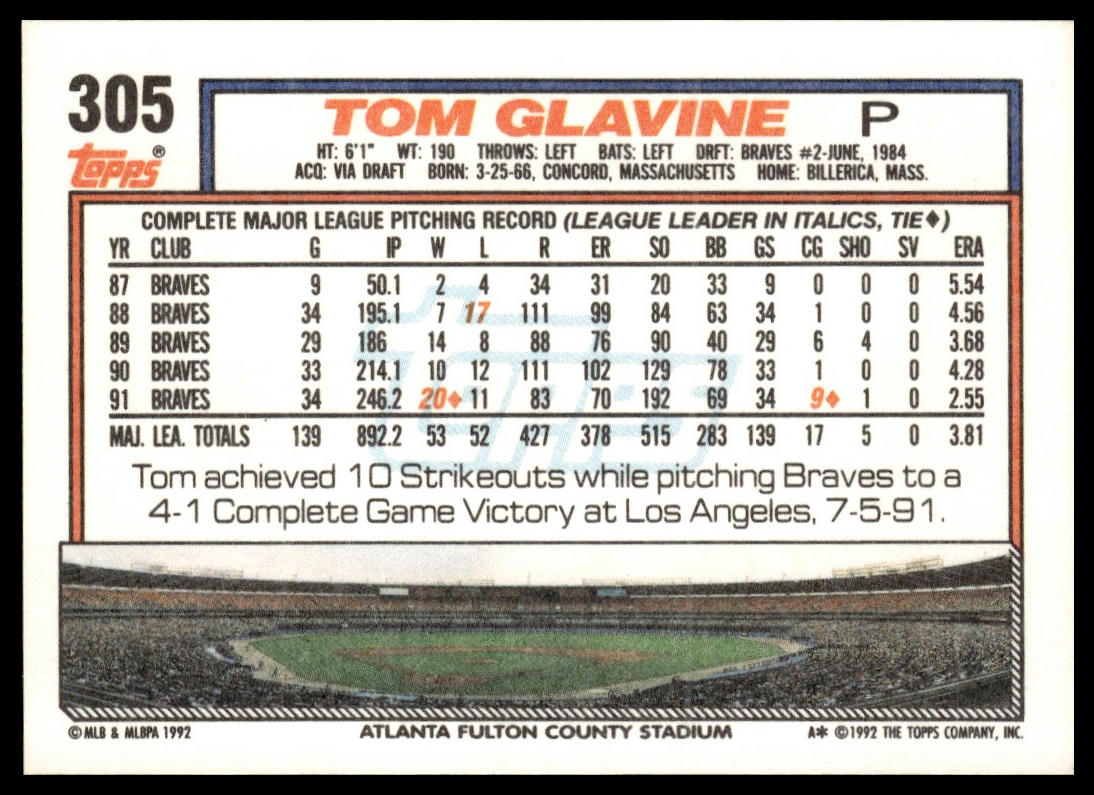 305
TOM GLAVINE P
topps®
HT: 6'1" WT: 190 THROWS: LEFT BATS: LEFT DRFT: BRAVES #2-JUNE, 1984
ACQ: VIA DRAFT BORN: 3-25-66, CONCORD, MASSACHUSETTS HOME: BILLERICA, MASS.
COMPLETE MAJOR LEAGUE PITCHING RECORD (LEAGUE LEADER IN ITALICS, TIE♦)
YR CLUB G IP W L R ER SO BB GS CG SHO SV ERA
87 BRAVES 9 50.1 2 4 34 31 20 33 9 0 0 0 5.54
88 BRAVES 34 195.1 7 17 111 99 84 63 34 1 0 0 4.56
89 BRAVES 29 186 14 8 88 76 90 40 29 6 4 0 3.68
90 BRAVES 33 214.1 10 12 111 102 129 78 33 1 0 0 4.28
91 BRAVES 34 246.2 20♦ 11 83 70 192 69 34 9♦ 1 0 2.55
MAJ. LEA. TOTALS 139 892.2 53 52 427 378 515 283 139 17 5 0 3.81
topps
Tom achieved 10 Strikeouts while pitching Braves to a
4-1 Complete Game Victory at Los Angeles, 7-5-91.
© MLB & MLBPA 1992 ATLANTA FULTON COUNTY STADIUM A* © 1992 THE TOPPS COMPANY, INC.